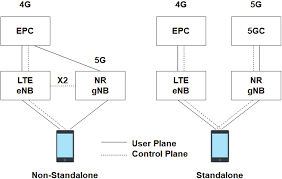 4G
4G
5G
EPC
EPC
5GC
5G
LTE
eNB
X2
NR
gNB
LTE
eNB
NR
gNB
User Plane
Control Plane
Non-Standalone
Standalone